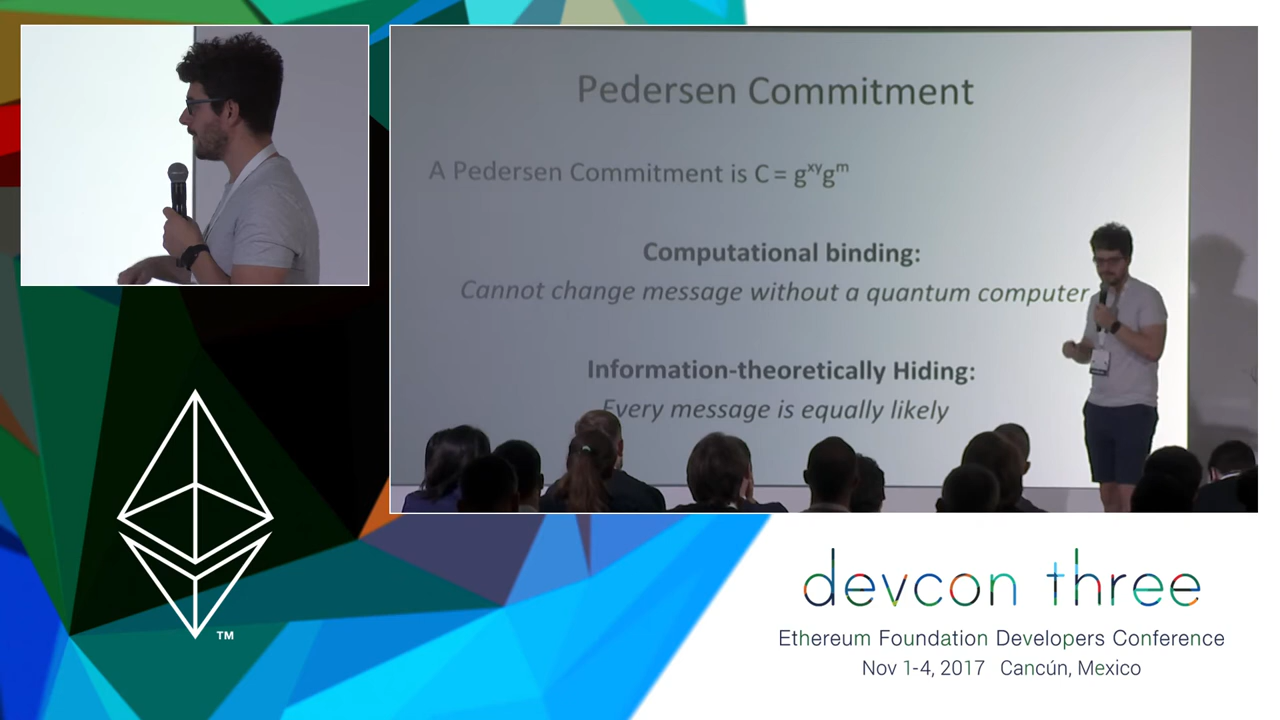 Pedersen Commitment
A Pedersen Commitment is C = gˣʸgᵐ
Computational binding:
Cannot change message without a quantum computer
Information-theoretically Hiding:
Every message is equally likely
TM
devcon three
Ethereum Foundation Developers Conference
Nov 1-4, 2017 Cancún, Mexico